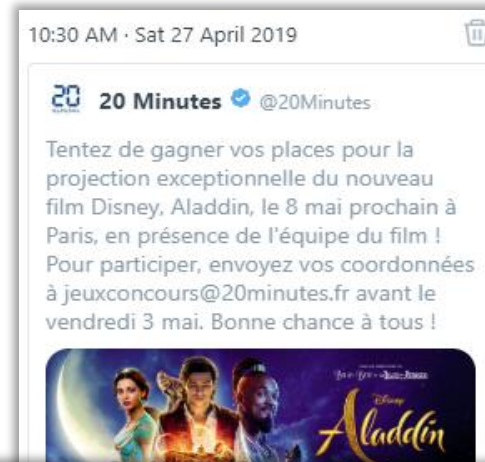 10:30 AM · Sat 27 April 2019
20 Minutes @20Minutes
Tentez de gagner vos places pour la
projection exceptionnelle du nouveau
film Disney, Aladdin, le 8 mai prochain à
Paris, en présence de l'équipe du film !
Pour participer, envoyez vos coordonnées
à jeuxconcours@20minutes.fr avant le
vendredi 3 mai. Bonne chance à tous !
Disney
Aladdin